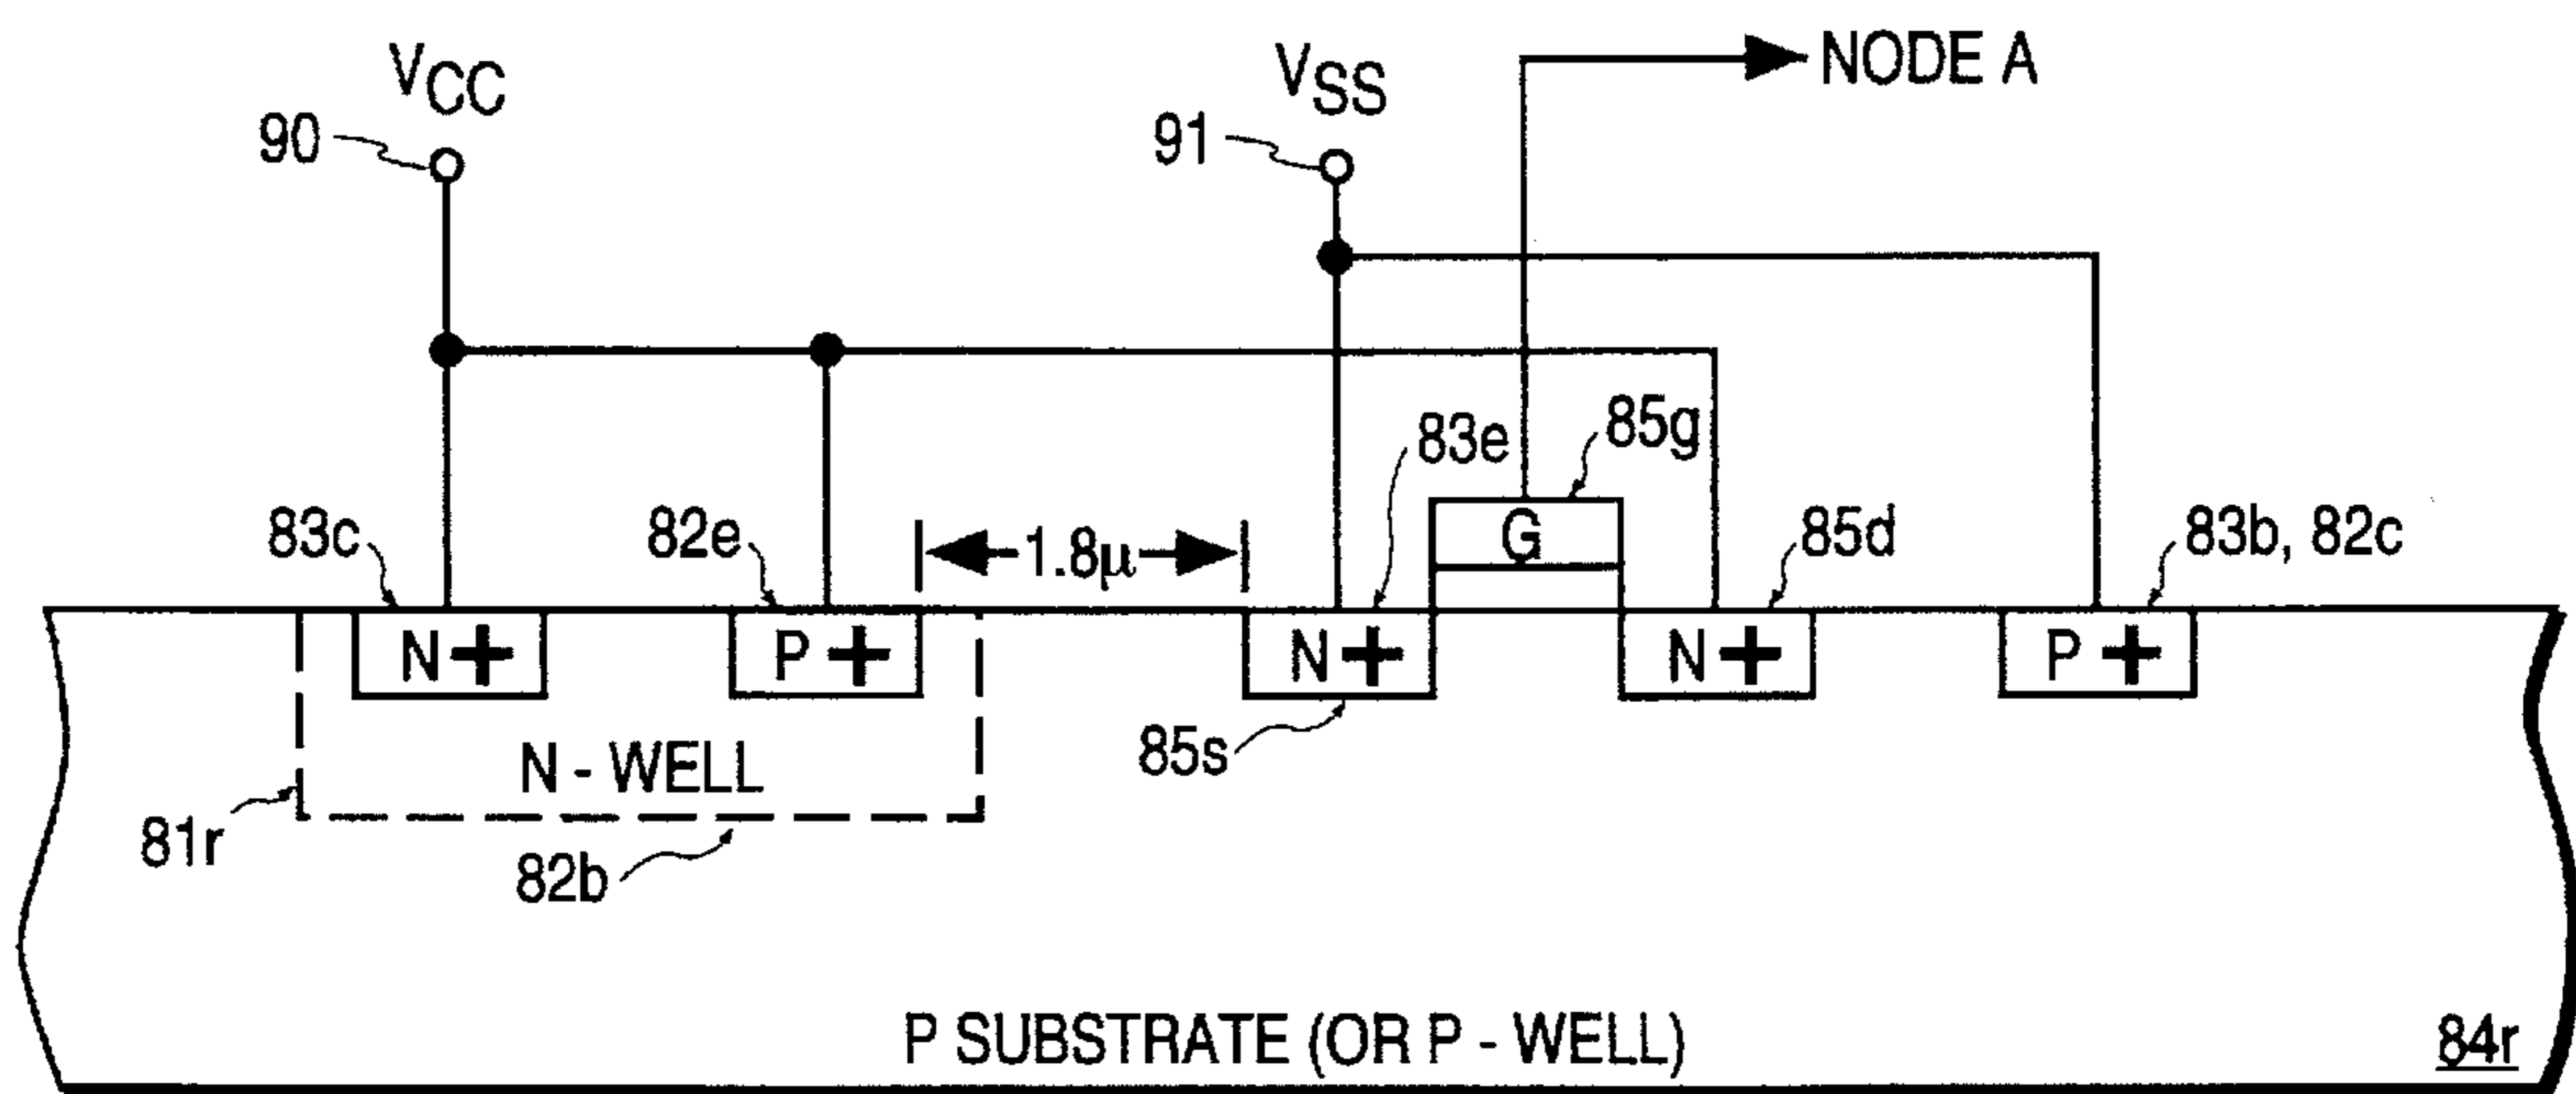 VCC
VSS
NODE A
90
91
83c
82e
1.8μ
83e
85g
G
85d
83b, 82c
N+
P+
N+
N+
P+
85s
N - WELL
81r
82b
P SUBSTRATE (OR P - WELL)
84r